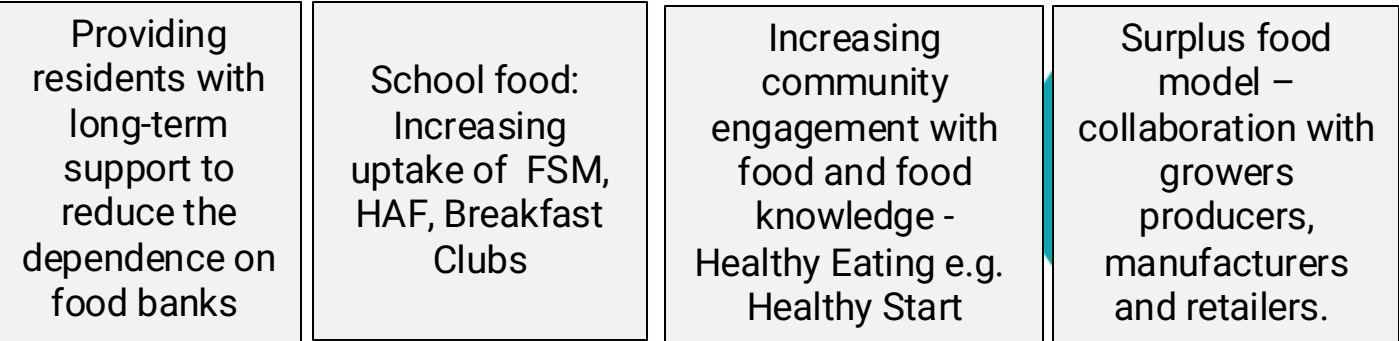 Providing
residents with
long-term
support to
reduce the
dependence on
food banks
School food:
Increasing
uptake of  FSM,
HAF, Breakfast
Clubs
Increasing
community
engagement with
food and food
knowledge -
Healthy Eating e.g.
Healthy Start
Surplus food
model –
collaboration with
growers
producers,
manufacturers
and retailers.